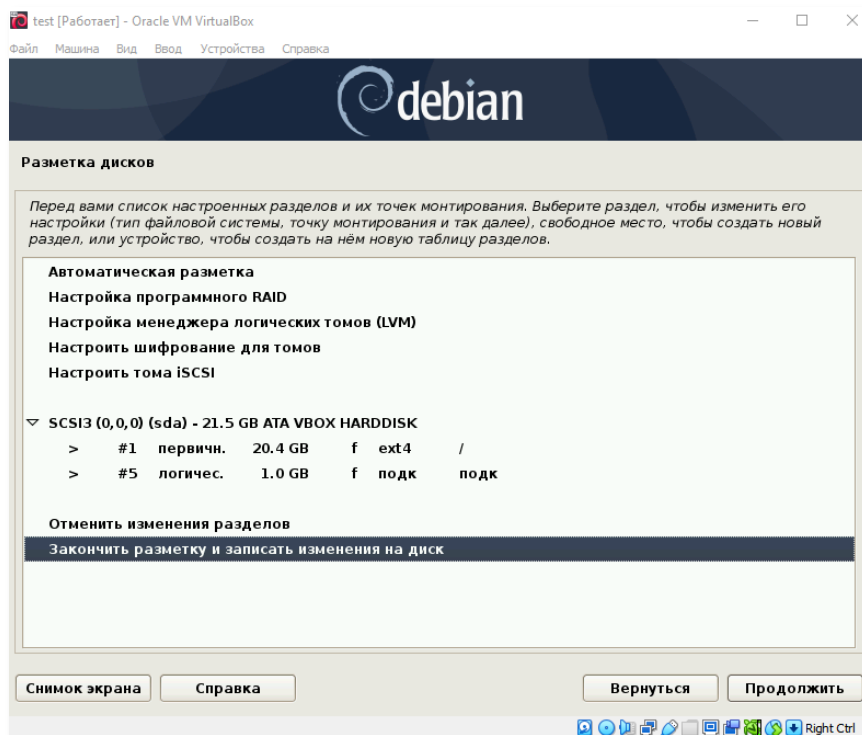 test [Работает] - Oracle VM VirtualBox
Файл Машина Вид Ввод Устройства Справка
debian
Разметка дисков
Перед вами список настроенных разделов и их точек монтирования. Выберите раздел, чтобы изменить его
настройки (тип файловой системы, точку монтирования и так далее), свободное место, чтобы создать новый
раздел, или устройство, чтобы создать на нём новую таблицу разделов.
Автоматическая разметка
Настройка программного RAID
Настройка менеджера логических томов (LVM)
Настроить шифрование для томов
Настроить тома iSCSI
SCSI3 (0,0,0) (sda) - 21.5 GB ATA VBOX HARDDISK
> #1 первичн. 20.4 GB f ext4 /
> #5 логичес. 1.0 GB f подк подк
Отменить изменения разделов
Закончить разметку и записать изменения на диск
Снимок экрана Справка Вернуться Продолжить
Right Ctrl